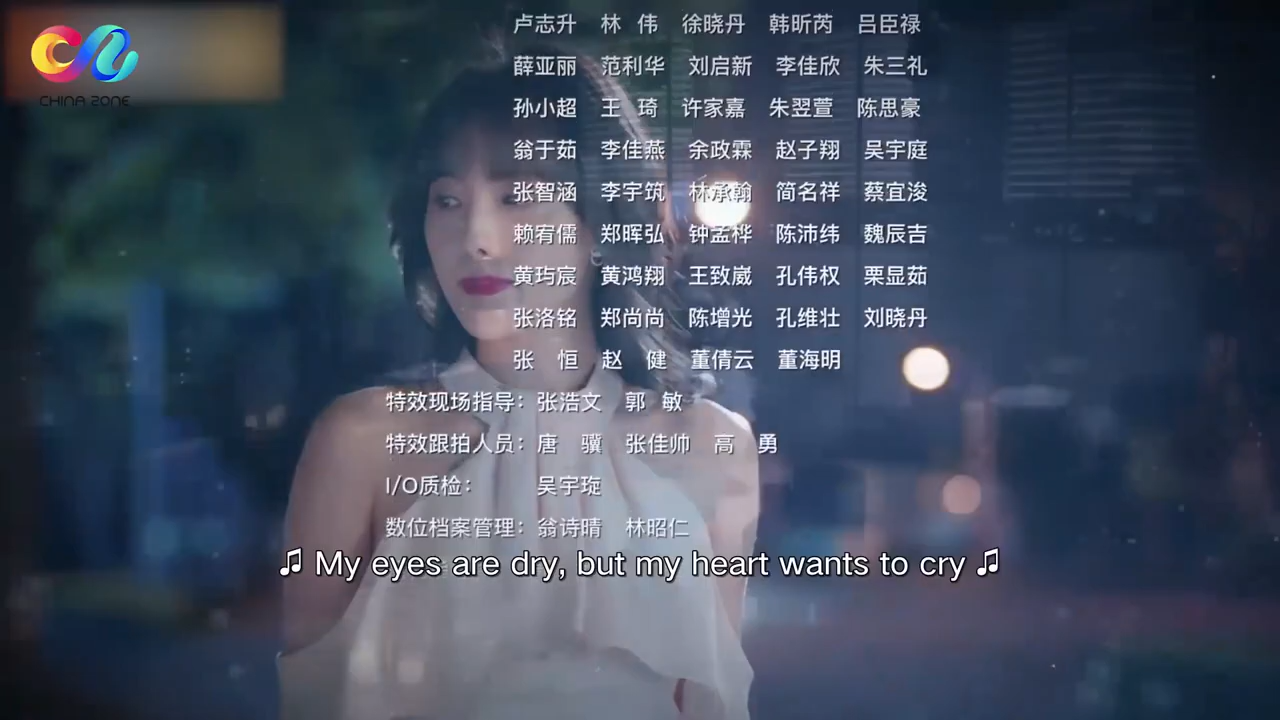 CHINA ZONE
卢志升 林 伟 徐晓丹 韩昕芮 吕臣禄
薛亚丽 范利华 刘启新 李佳欣 朱三礼
孙小超 王 琦 许家嘉 朱翌萱 陈思豪
翁于茹 李佳燕 余政霖 赵子翔 吴宇庭
张智涵 李宇筑 林承翰 简名祥 蔡宜浚
赖宥儒 郑晖弘 钟孟桦 陈沛纬 魏辰吉
黄玙宸 黄鸿翔 王致崴 孔伟权 栗显茹
张洛铭 郑尚尚 陈增光 孔维壮 刘晓丹
张 恒 赵 健 董倩云 董海明
特效现场指导：张浩文 郭 敏
特效跟拍人员：唐 骥 张佳帅 高 勇
I/O质检： 吴宇璇
数位档案管理：翁诗晴 林昭仁
♫ My eyes are dry, but my heart wants to cry ♫